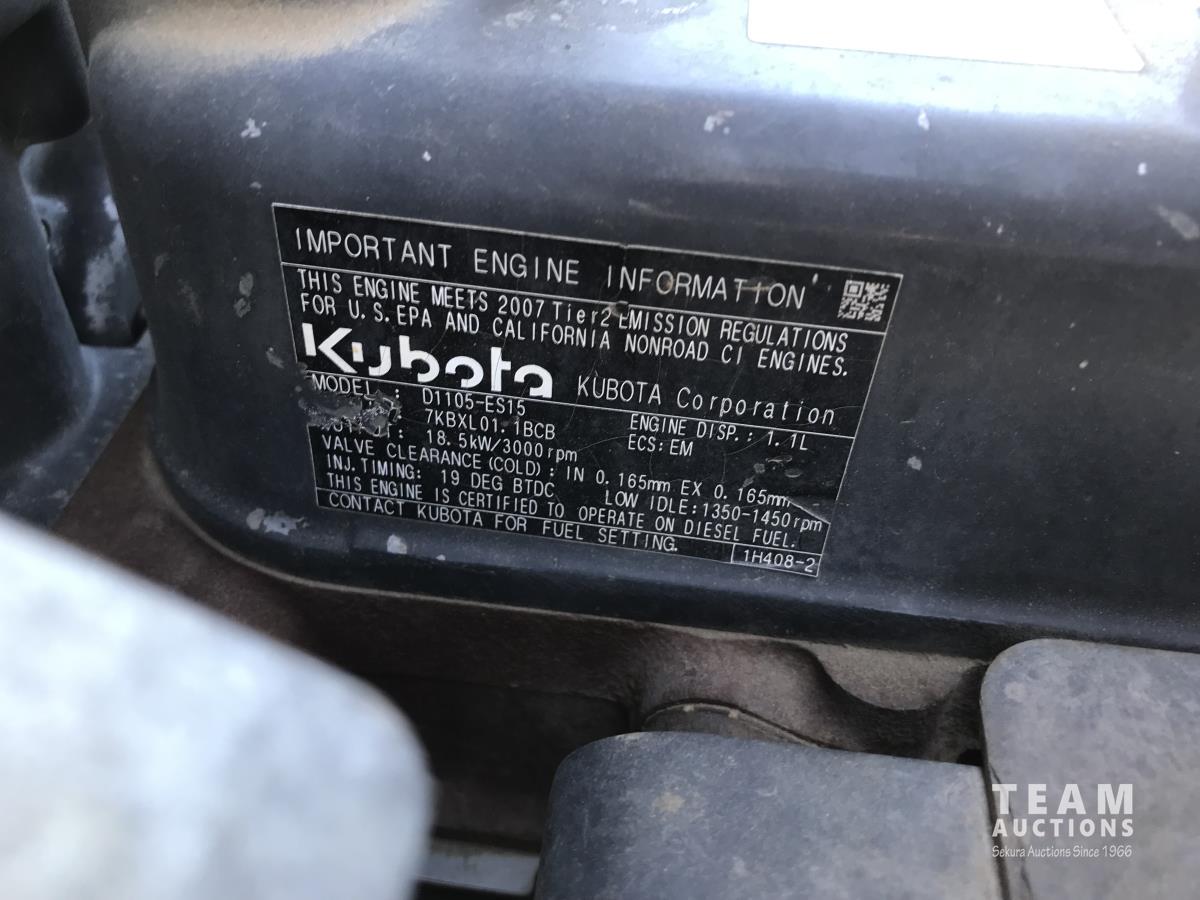 IMPORTANT ENGINE INFORMATION
THIS ENGINE MEETS 2007 Tier2 EMISSION REGULATIONS
FOR U.S.EPA AND CALIFORNIA NONROAD CI ENGINES.
Kubota KUBOTA Corporation
MODEL : D1105-ES15 ENGINE DISP.: 1.1L
7KBXL01.1BCB ECS:EM
: 18.5kW/3000rpm
VALVE CLEARANCE(COLD): IN 0.165mm EX 0.165mm
INJ.TIMING: 19 DEG BTDC LOW IDLE:1350-1450rpm
THIS ENGINE IS CERTIFIED TO OPERATE ON DIESEL FUEL.
CONTACT KUBOTA FOR FUEL SETTING.
1H408-2
TEAM
AUCTIONS
Sekura Auctions Since 1966